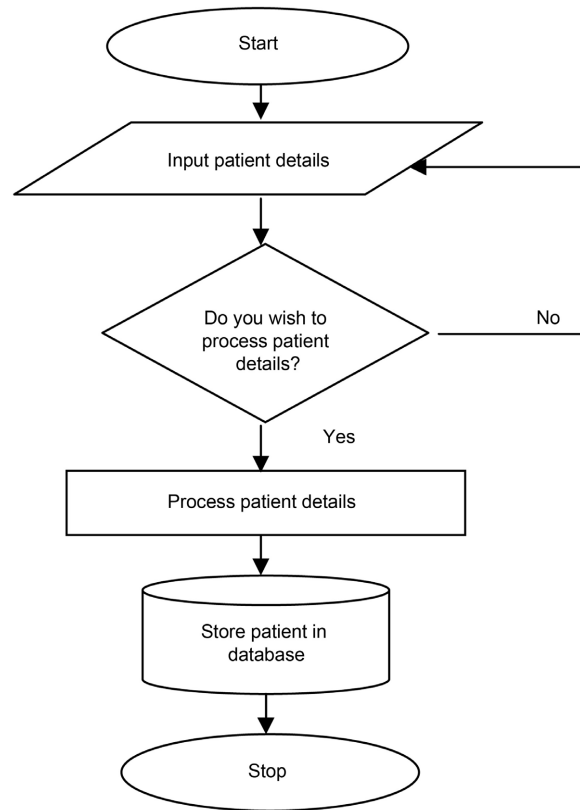 Start
Input patient details
Do you wish to
process patient
details?
No
Yes
Process patient details
Store patient in
database
Stop